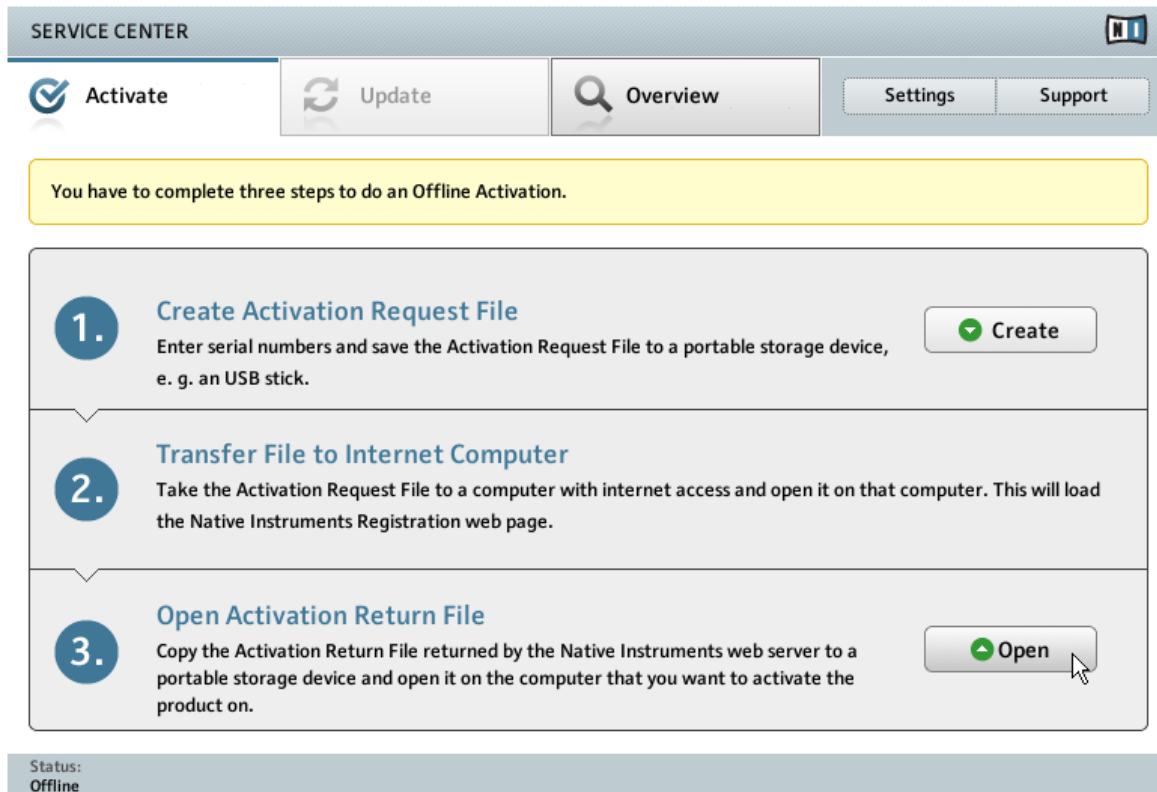 SERVICE CENTER
NI
Activate
Update
Overview
Settings
Support
You have to complete three steps to do an Offline Activation.
1.
Create Activation Request File
Create
Enter serial numbers and save the Activation Request File to a portable storage device,
e. g. an USB stick.
2.
Transfer File to Internet Computer
Take the Activation Request File to a computer with internet access and open it on that computer. This will load
the Native Instruments Registration web page.
3.
Open Activation Return File
Copy the Activation Return File returned by the Native Instruments web server to a
Open
portable storage device and open it on the computer that you want to activate the
product on.
Status:
Offline